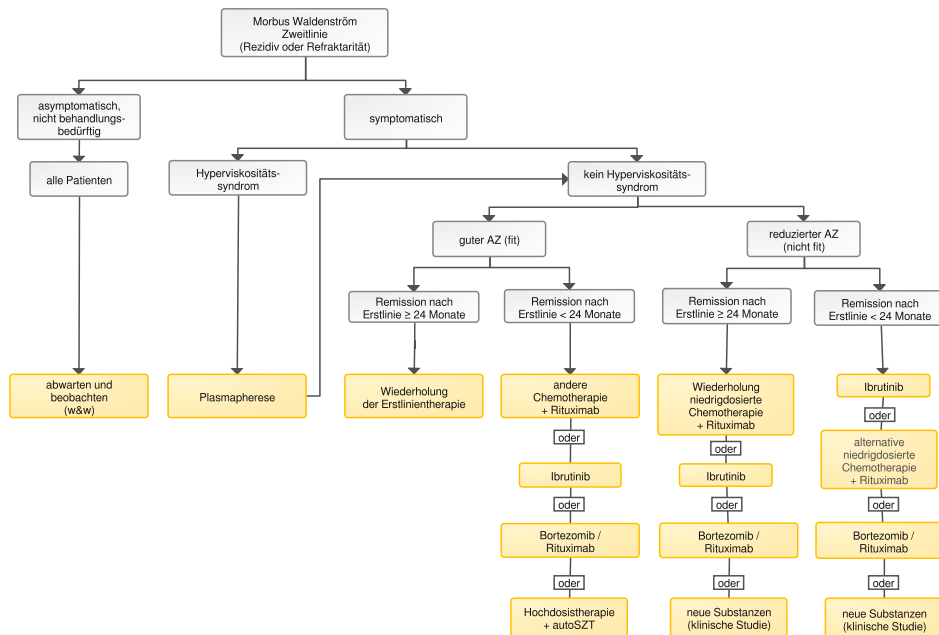 Morbus Waldenström
Zweitlinie
(Rezidiv oder Refraktarität)
asymptomatisch,
nicht behandlungs-
bedürftig
symptomatisch
alle Patienten
Hyperviskositäts-
syndrom
kein Hyperviskositäts-
syndrom
guter AZ (fit)
reduzierter AZ
(nicht fit)
Remission nach
Erstlinie ≥ 24 Monate
Remission nach
Erstlinie < 24 Monate
Remission nach
Erstlinie ≥ 24 Monate
Remission nach
Erstlinie < 24 Monate
abwarten und
beobachten
(w&w)
Plasmapherese
Wiederholung
der Erstlinientherapie
andere
Chemotherapie
+ Rituximab
oder
Ibrutinib
oder
Bortezomib /
Rituximab
oder
Hochdosistherapie
+ autoSZT
Wiederholung
niedrigdosierte
Chemotherapie
+ Rituximab
oder
Ibrutinib
oder
Bortezomib /
Rituximab
oder
neue Substanzen
(klinische Studie)
Ibrutinib
oder
alternative
niedrigdosierte
Chemotherapie
+ Rituximab
oder
Bortezomib /
Rituximab
oder
neue Substanzen
(klinische Studie)